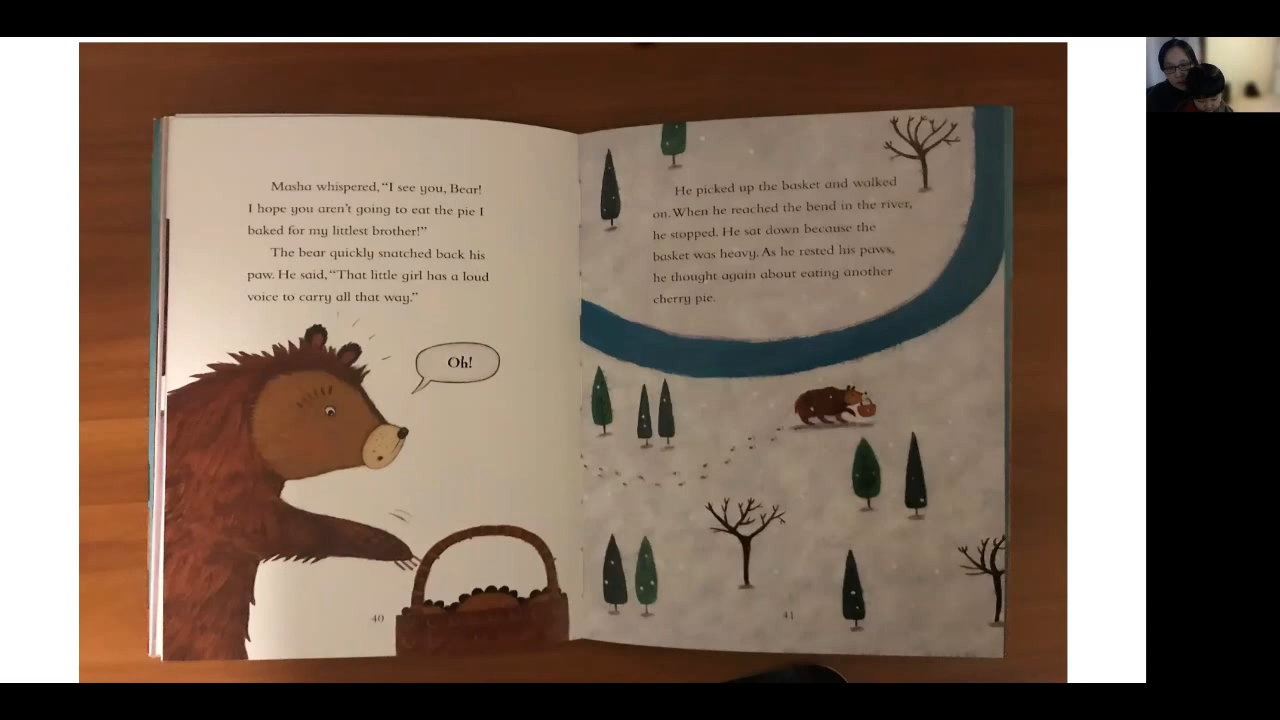 Masha whispered, “I see you, Bear!
I hope you aren’t going to eat the pie I
baked for my littlest brother!”
The bear quickly snatched back his
paw. He said, “That little girl has a loud
voice to carry all that way.”
Oh!
40
He picked up the basket and walked
on. When he reached the bend in the river,
he stopped. He sat down because the
basket was heavy. As he rested his paws,
he thought again about eating another
cherry pie.
41